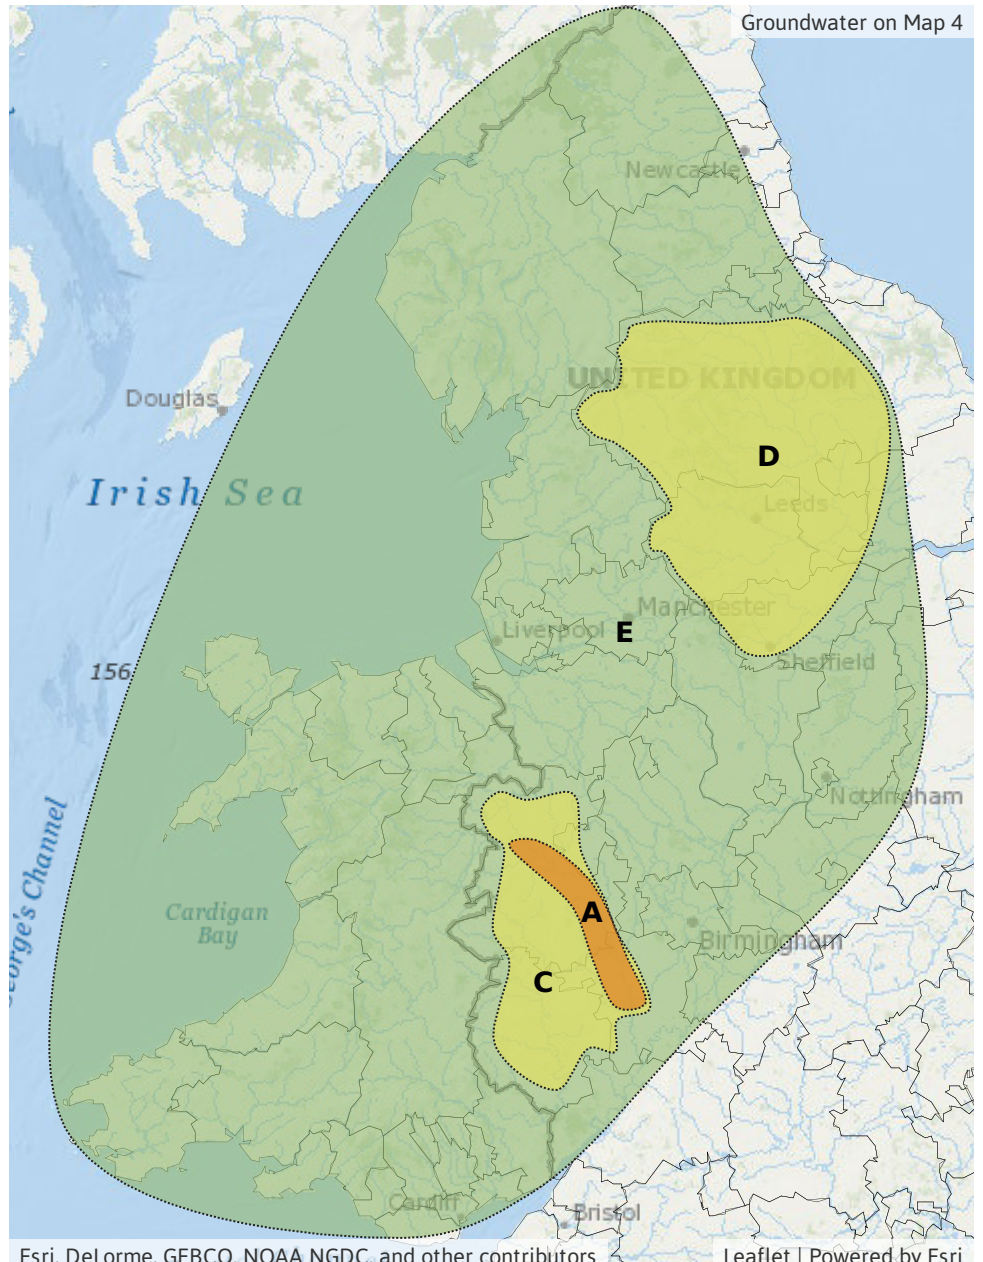 Groundwater on Map 4
Newcastle
UNITED KINGDOM
Douglas
D
Irish Sea
Leeds
Manchester
Liverpool
E
Sheffield
156
Nottingham
A
Cardigan
Bay
Birmingham
C
Channel
Cardiff
Bristol
Esri, DeLorme, GEBCO, NOAA NGDC, and other contributors
Leaflet | Powered by Esri